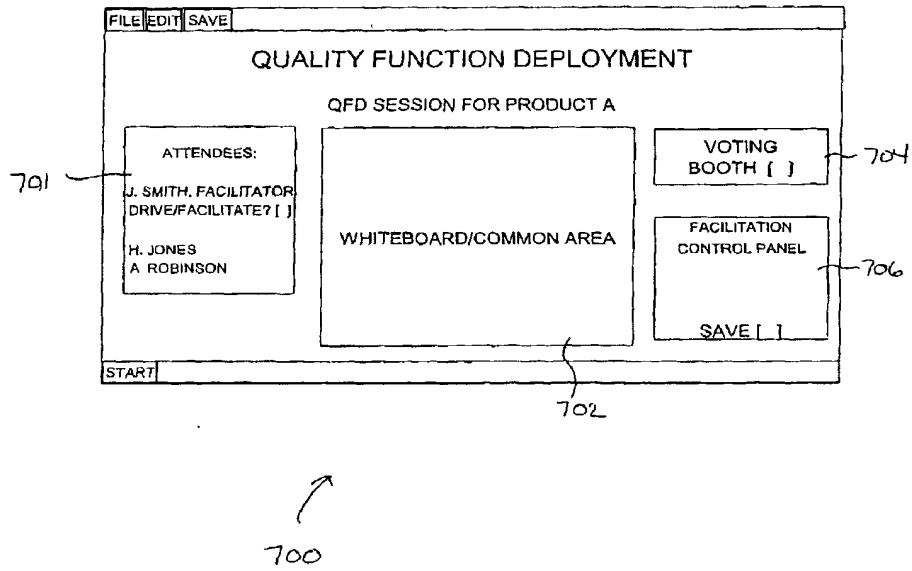 FILE EDIT SAVE
QUALITY FUNCTION DEPLOYMENT
QFD SESSION FOR PRODUCT A
701
ATTENDEES:
J. SMITH, FACILITATOR
DRIVE/FACILITATE? [ ]
H. JONES
A ROBINSON
WHITEBOARD/COMMON AREA
702
VOTING
BOOTH [ ]
704
FACILITATION
CONTROL PANEL
706
SAVE [ ]
START
700